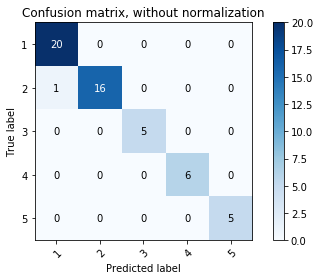 Confusion matrix, without normalization
True label
1 20 0 0 0 0
2 1 16 0 0 0
3 0 0 5 0 0
4 0 0 0 6 0
5 0 0 0 0 5
1 2 3 4 5
Predicted label
20.0
17.5
15.0
12.5
10.0
7.5
5.0
2.5
0.0